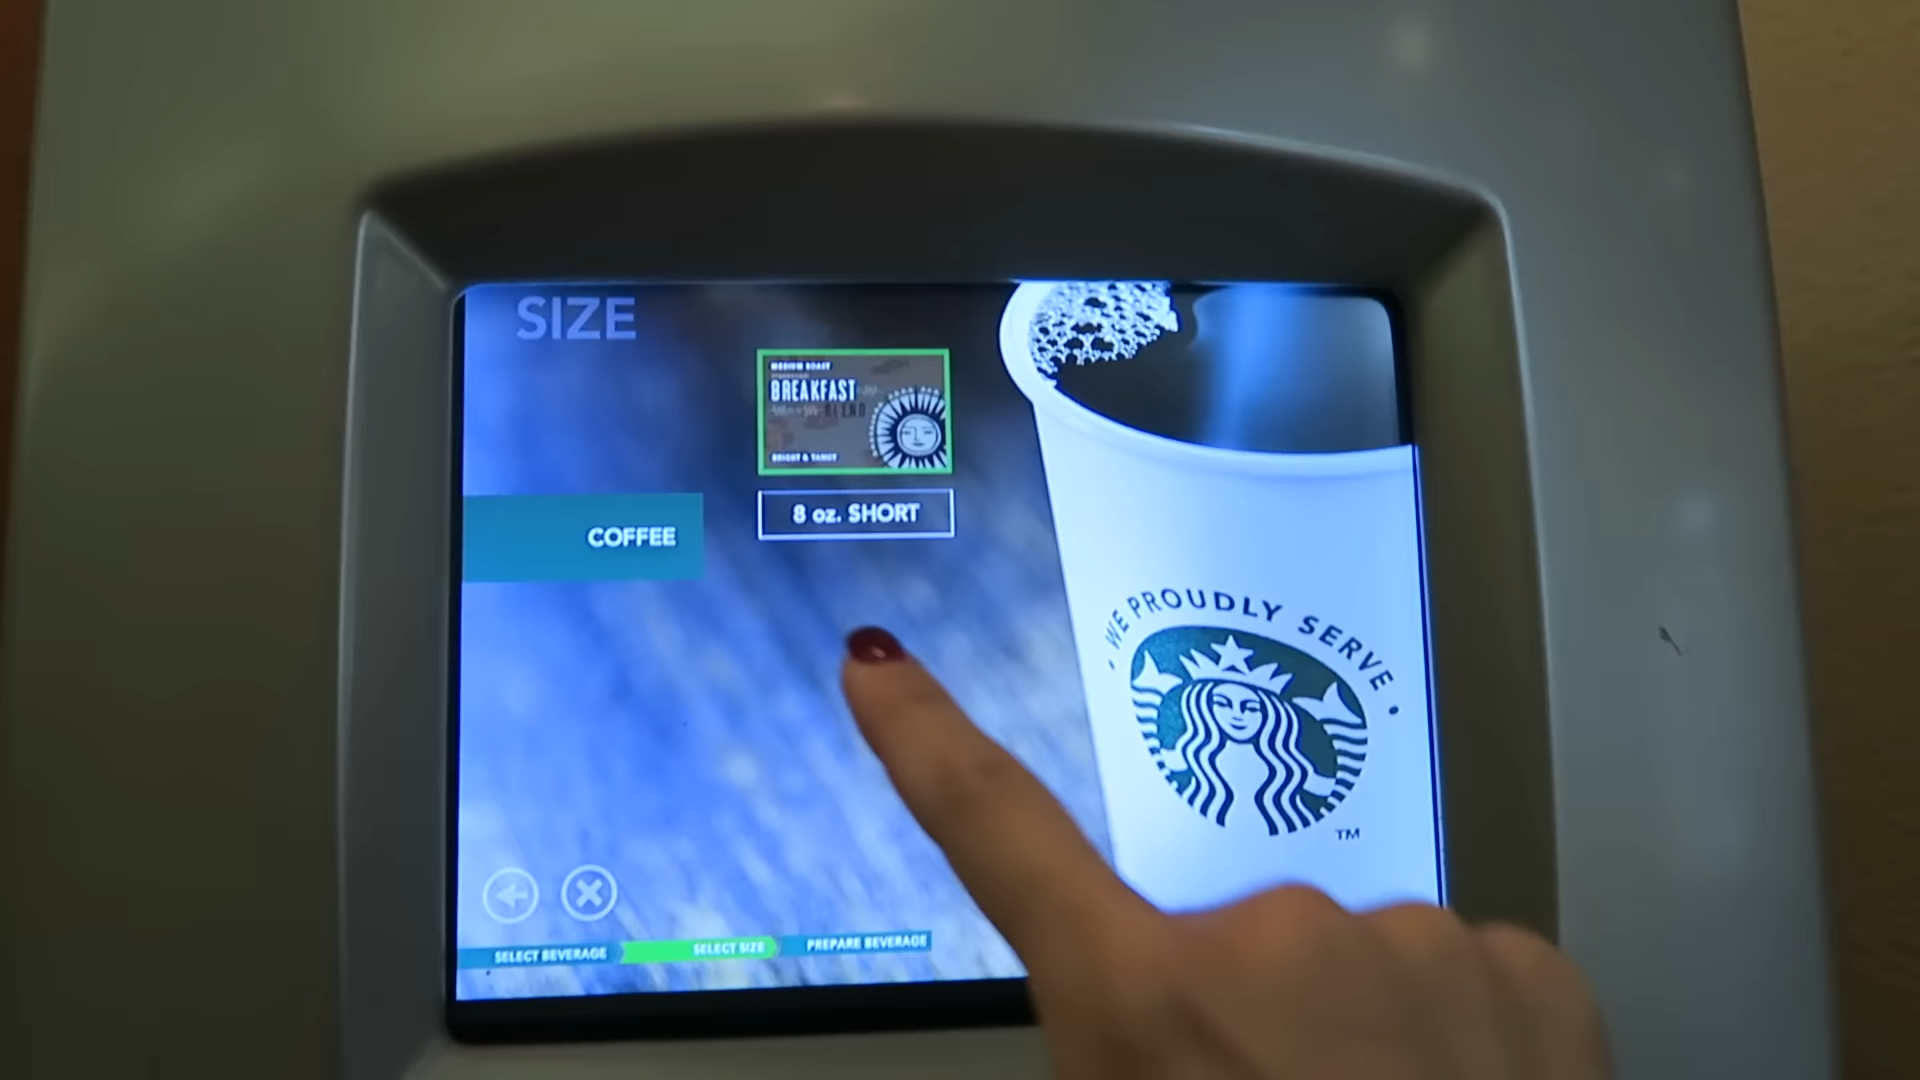 SIZE
MEDIUM ROAST
BREAKFAST
BLEND
BRIGHT & TANGY
8 oz. SHORT
COFFEE
• WE PROUDLY SERVE •
TM
SELECT BEVERAGE
SELECT SIZE
PREPARE BEVERAGE